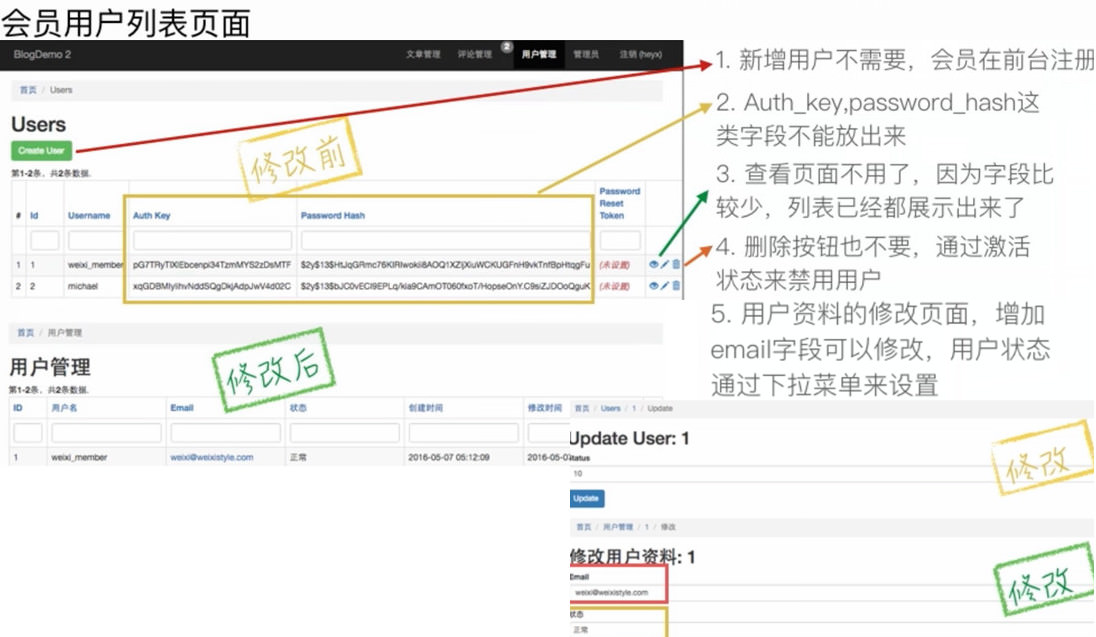 会员用户列表页面
BlogDemo 2 文章管理 评论管理 2 用户管理 管理员 注销 (heyx)
首页 / Users
Users
Create User
第1-2条，共2条数据.
修改前
# Id Username Auth Key Password Hash Password Reset Token
1 1 weixi_member (未设置)
2 2 michael (未设置)
1. 新增用户不需要，会员在前台注册
2. Auth_key,password_hash这
类字段不能放出来
3. 查看页面不用了，因为字段比
较少，列表已经都展示出来了
4. 删除按钮也不要，通过激活
状态来禁用用户
5. 用户资料的修改页面，增加
email字段可以修改，用户状态
通过下拉菜单来设置
首页 / 用户管理
用户管理
修改后
第1-2条，共2条数据.
ID 用户名 Email 状态 创建时间 修改时间
1 weixi_member weixi@weixistyle.com 正常 2016-05-07 05:12:09 2016-05-0
首页 / Users / 1 / Update
Update User: 1
Status
10
Update
修改
首页 / 用户管理 / 1 / 修改
修改用户资料: 1
Email
weixi@weixistyle.com
状态
正常
修改